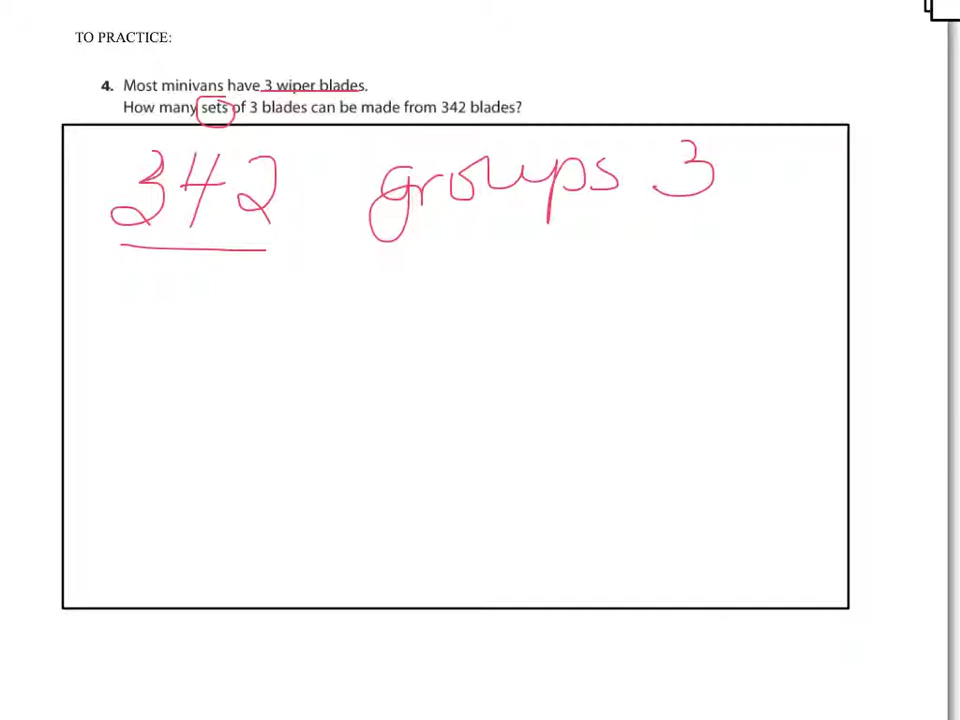 TO PRACTICE:
4. Most minivans have 3 wiper blades.
How many sets of 3 blades can be made from 342 blades?
342 groups 3